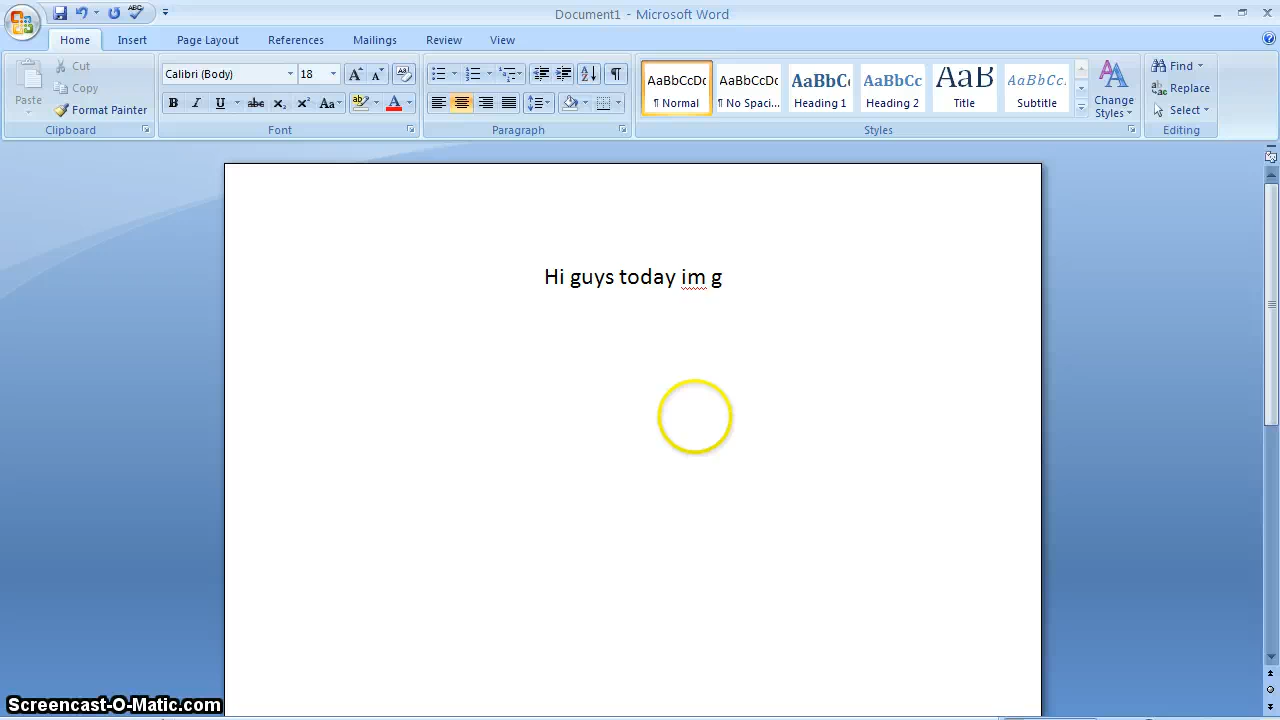 Document1 - Microsoft Word
Home Insert Page Layout References Mailings Review View
Paste
Cut
Copy
Format Painter
Clipboard
Calibri (Body) 18
Font
Paragraph
AaBbCcDc AaBbCcDc AaBbCc AaBbCc AaB AaBbCc.
¶ Normal ¶ No Spaci... Heading 1 Heading 2 Title Subtitle
Change Styles
Styles
Find
Replace
Select
Editing
Hi guys today im g
Screencast-O-Matic.com